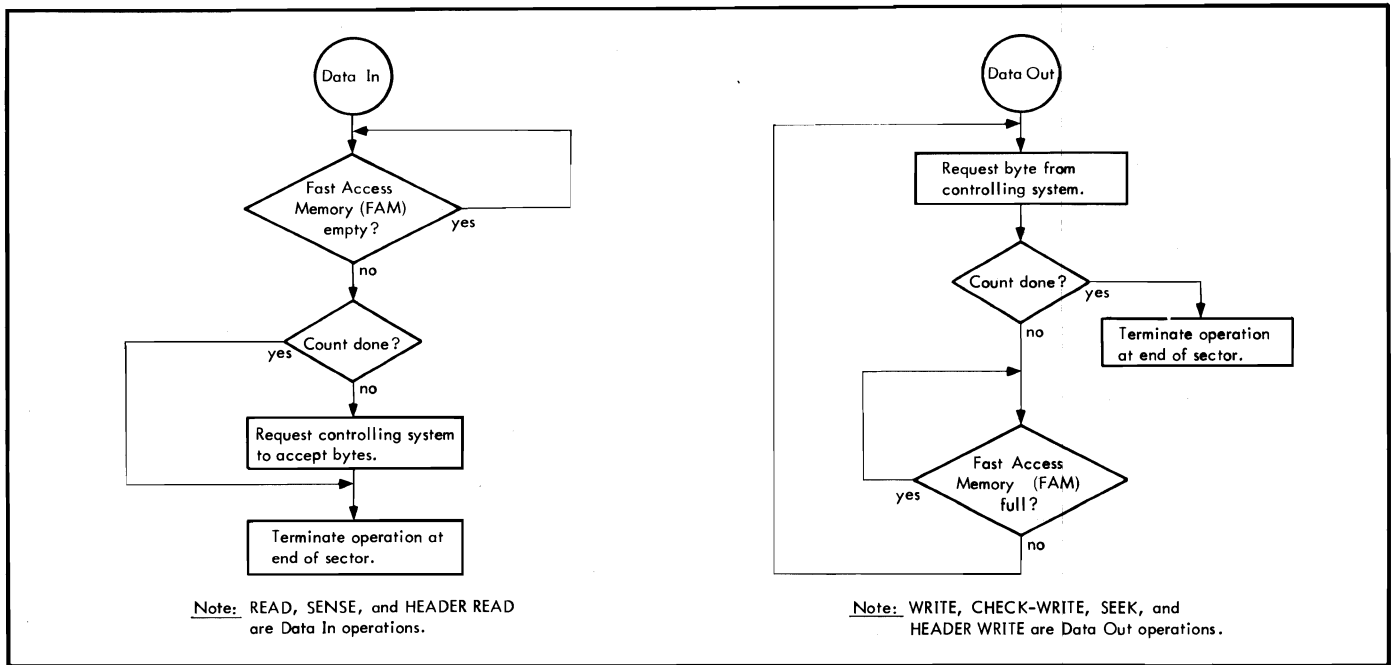 Data In
Fast Access
Memory (FAM)
empty?
yes
no
Count done?
yes
no
Request controlling system
to accept bytes.
Terminate operation at
end of sector.
Note: READ, SENSE, and HEADER READ
are Data In operations.
Data Out
Request byte from
controlling system.
Count done?
yes
no
Terminate operation
at end of sector.
Fast Access
Memory (FAM)
full?
yes
no
Note: WRITE, CHECK-WRITE, SEEK, and
HEADER WRITE are Data Out operations.